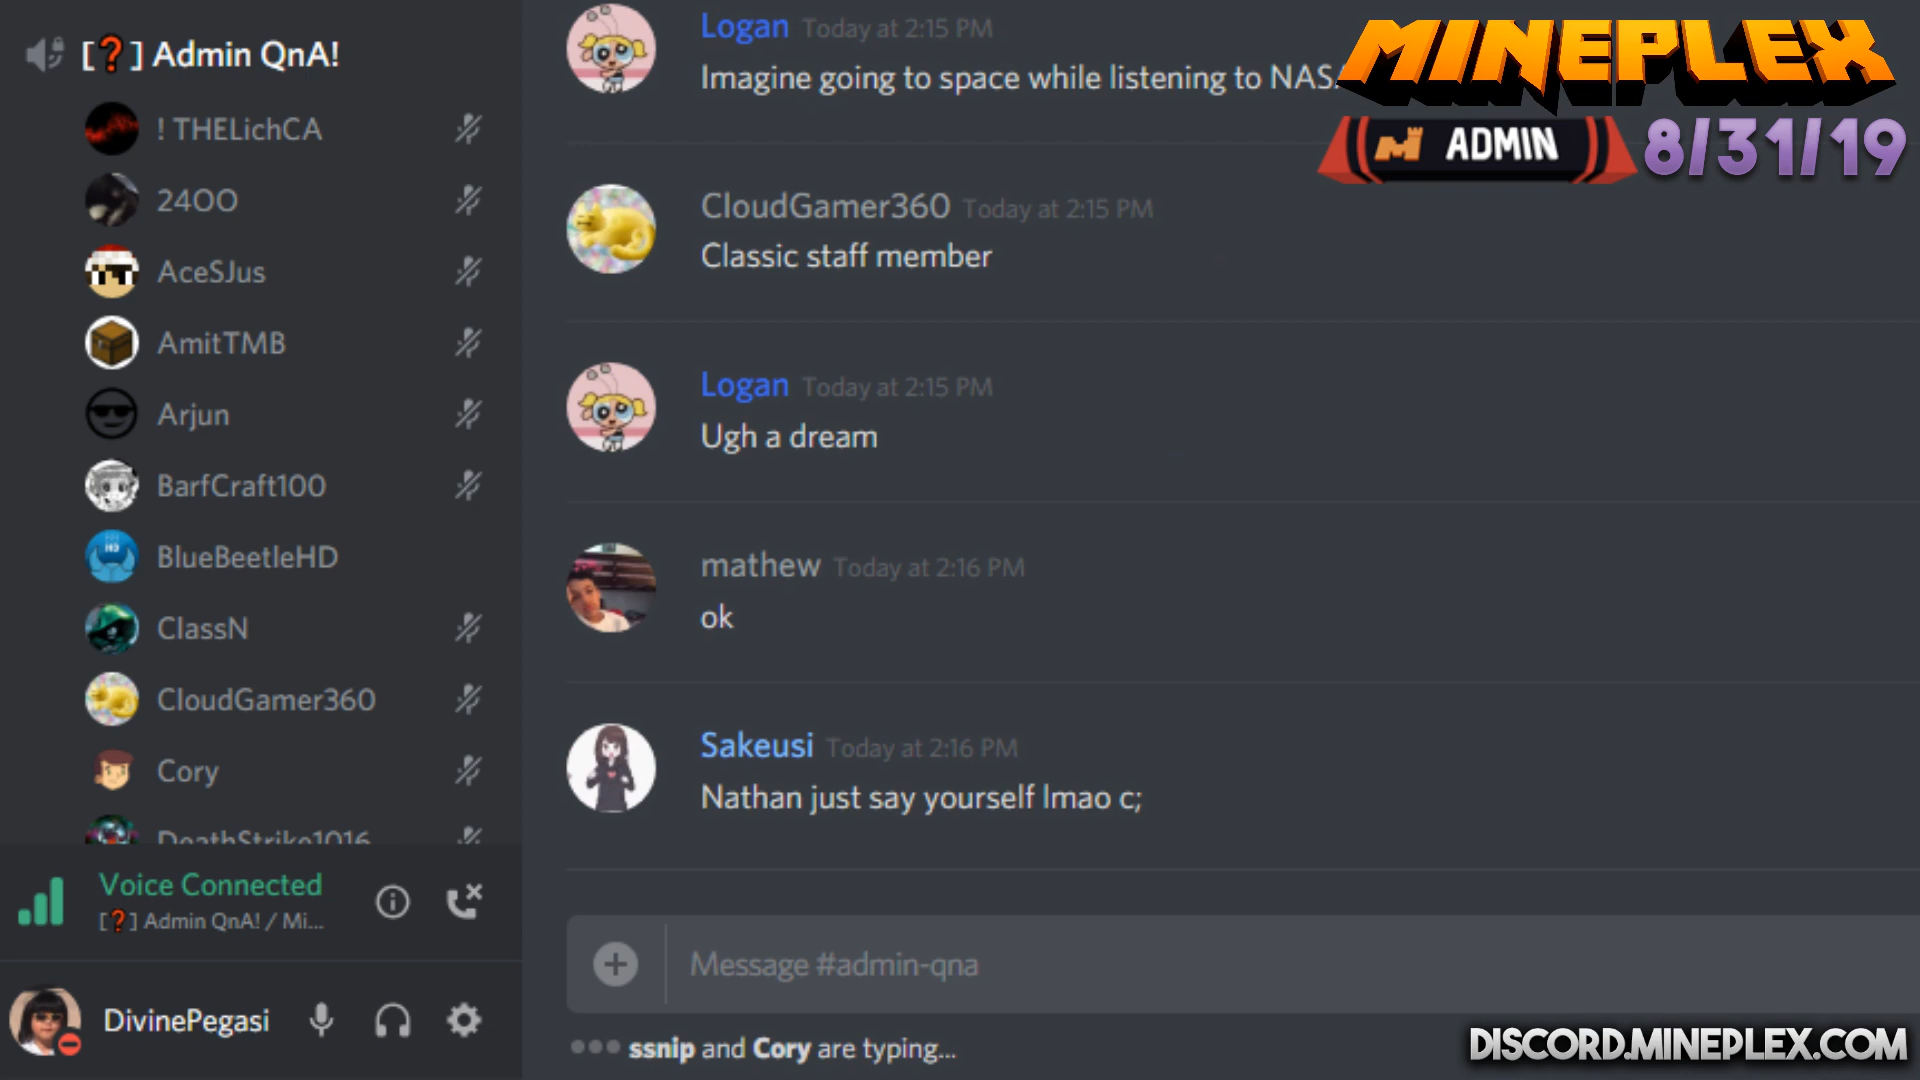 [❓] Admin QnA!
! THELichCA
24OO
AceSJus
AmitTMB
Arjun
BarfCraft100
BlueBeetleHD
ClassN
CloudGamer360
Cory
DeathStrike1016
Voice Connected
[❓] Admin QnA! / Mi...
DivinePegasi
Logan Today at 2:15 PM
Imagine going to space while listening to NASA
CloudGamer360 Today at 2:15 PM
Classic staff member
Logan Today at 2:15 PM
Ugh a dream
mathew Today at 2:16 PM
ok
Sakeusi Today at 2:16 PM
Nathan just say yourself lmao c;
Message #admin-qna
ssnip and Cory are typing...
MINEPLEX
ADMIN 8/31/19
DISCORD.MINEPLEX.COM